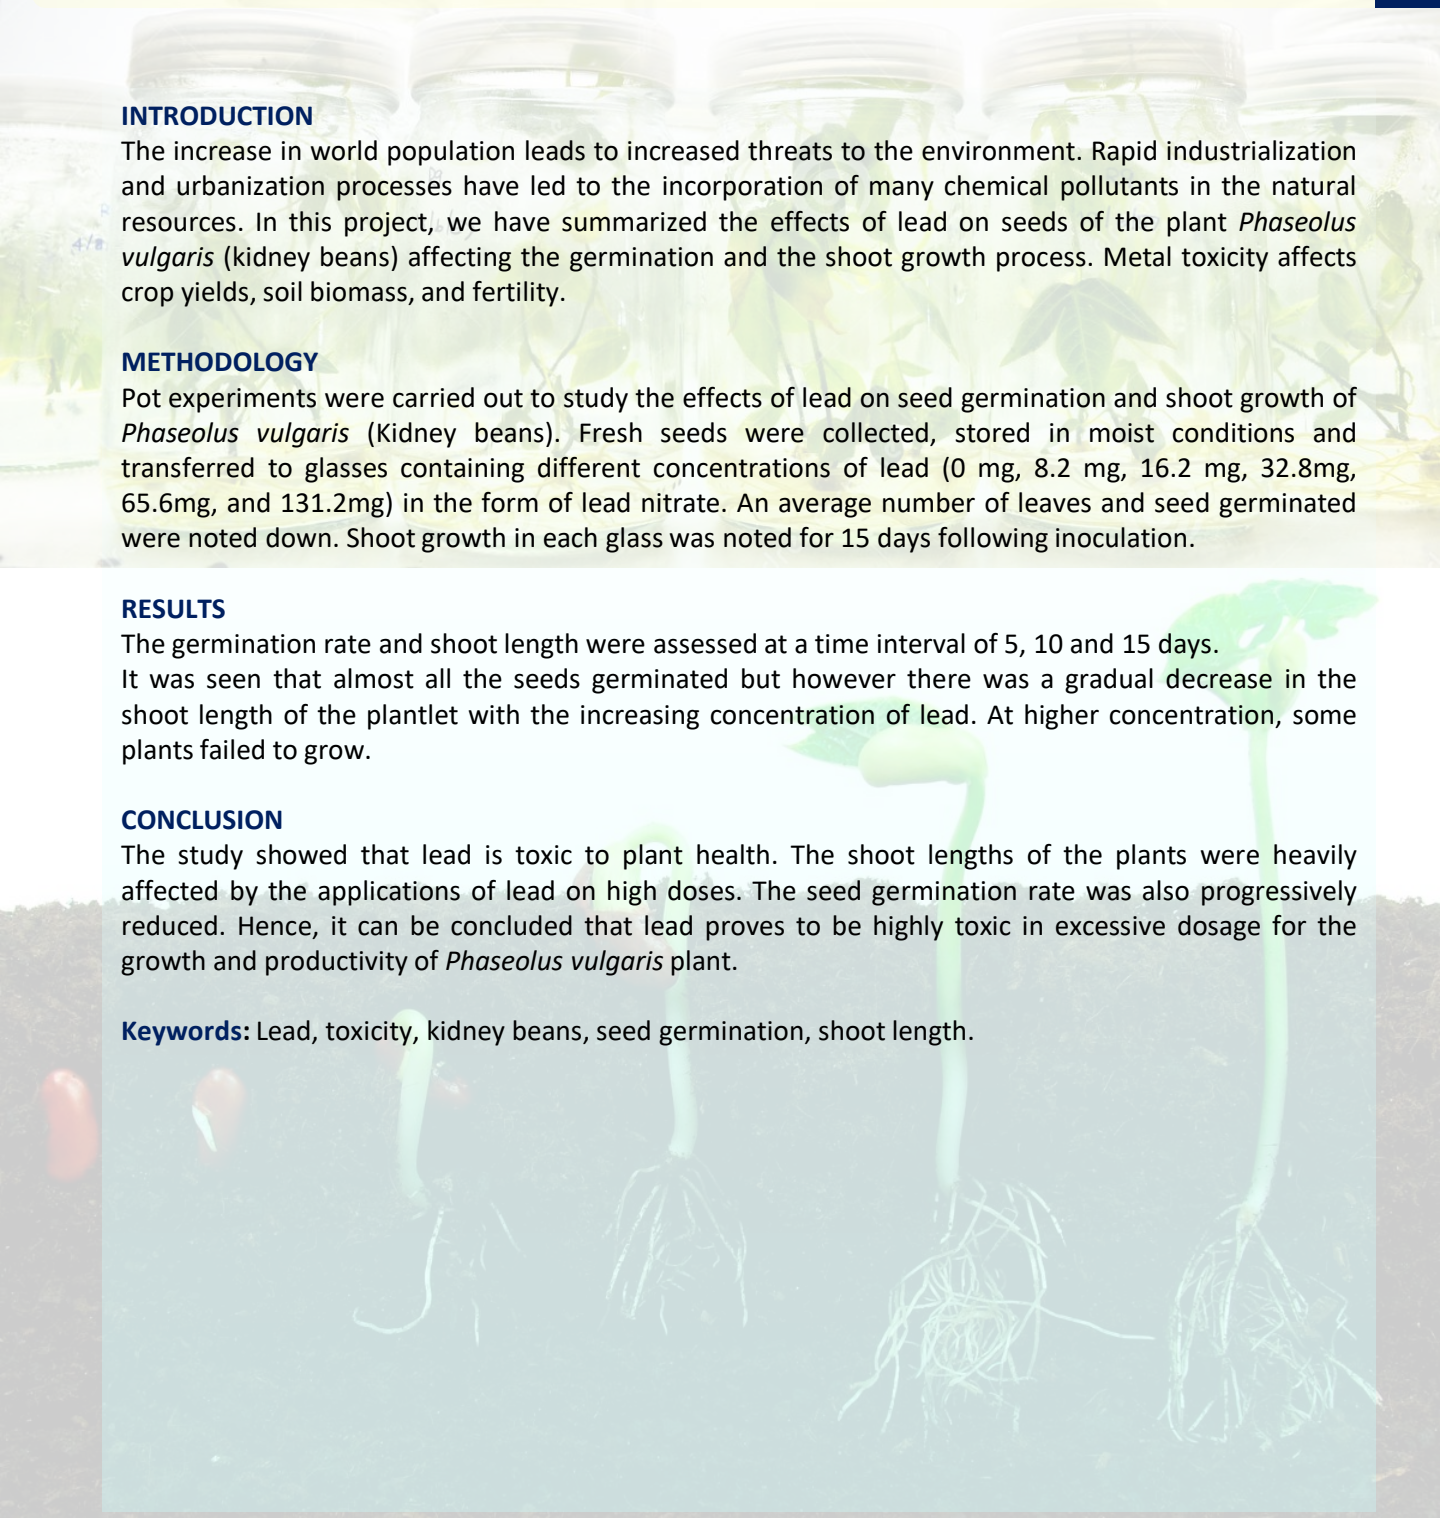 INTRODUCTION
The increase in world population leads to increased threats to the environment. Rapid industrialization
and urbanization processes have led to the incorporation of many chemical pollutants in the natural
resources. In this project, we have summarized the effects of lead on seeds of the plant Phaseolus
vulgaris (kidney beans) affecting the germination and the shoot growth process. Metal toxicity affects
crop yields, soil biomass, and fertility.
4/8
METHODOLOGY
Pot experiments were carried out to study the effects of lead on seed germination and shoot growth of
Phaseolus vulgaris (Kidney beans). Fresh seeds were collected, stored in moist conditions and
transferred to glasses containing different concentrations of lead (0 mg, 8.2 mg, 16.2 mg, 32.8mg,
65.6mg, and 131.2mg) in the form of lead nitrate. An average number of leaves and seed germinated
were noted down. Shoot growth in each glass was noted for 15 days following inoculation.
RESULTS
The germination rate and shoot length were assessed at a time interval of 5, 10 and 15 days.
It was seen that almost all the seeds germinated but however there was a gradual decrease in the
shoot length of the plantlet with the increasing concentration of lead. At higher concentration, some
plants failed to grow.
CONCLUSION
The study showed that lead is toxic to plant health. The shoot lengths of the plants were heavily
affected by the applications of lead on high doses. The seed germination rate was also progressively
reduced. Hence, it can be concluded that lead proves to be highly toxic in excessive dosage for the
growth and productivity of Phaseolus vulgaris plant.
Keywords: Lead, toxicity, kidney beans, seed germination, shoot length.